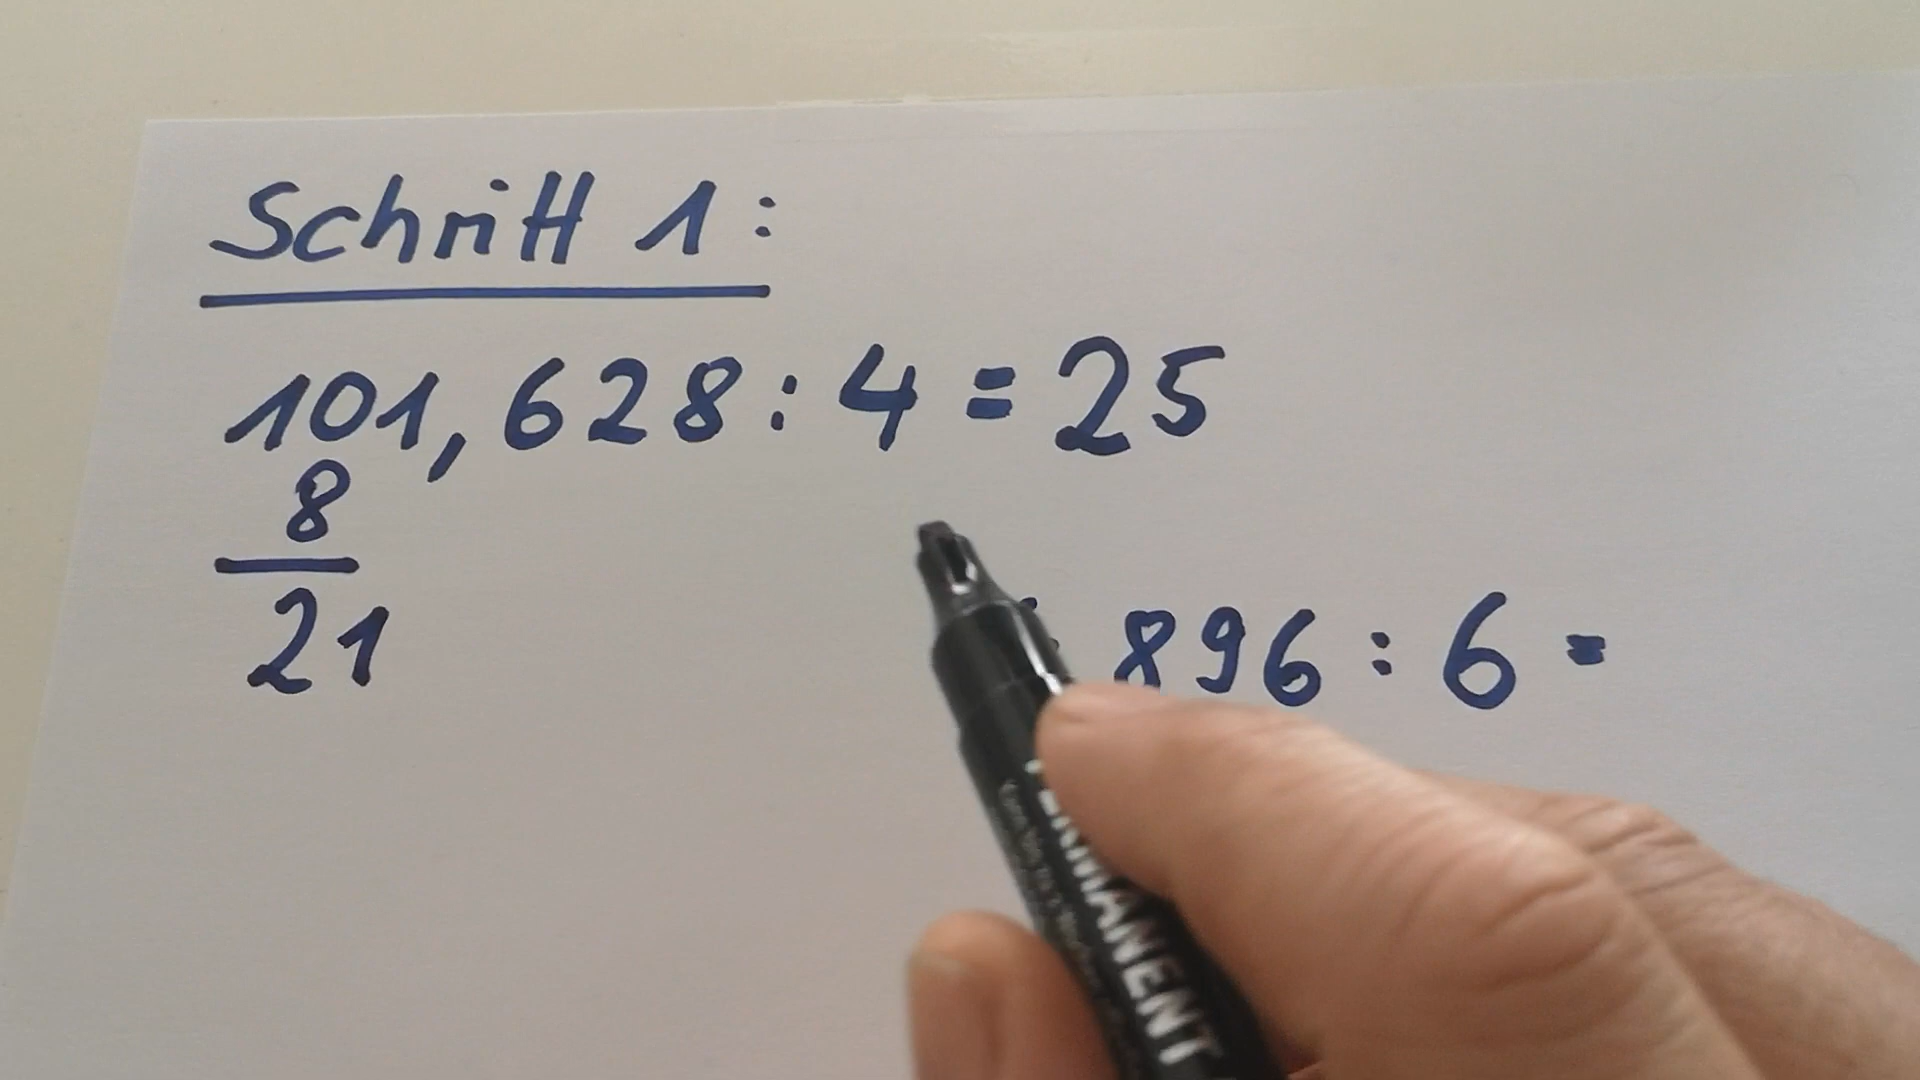 Schritt 1:
101,628 : 4 = 25
8
21
896 : 6 =
PERMANENT